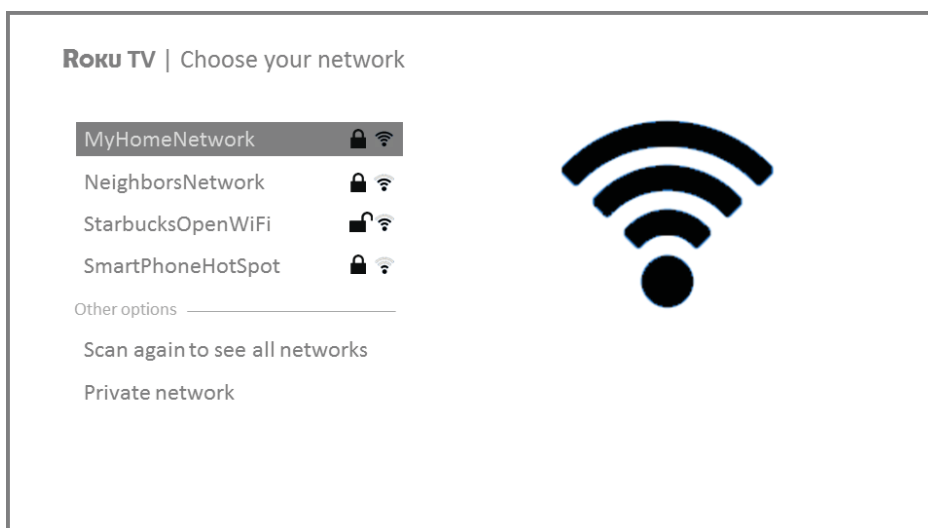 ROKU TV | Choose your network
MyHomeNetwork
NeighborsNetwork
StarbucksOpenWiFi
SmartPhoneHotSpot
Other options
Scan again to see all networks
Private network